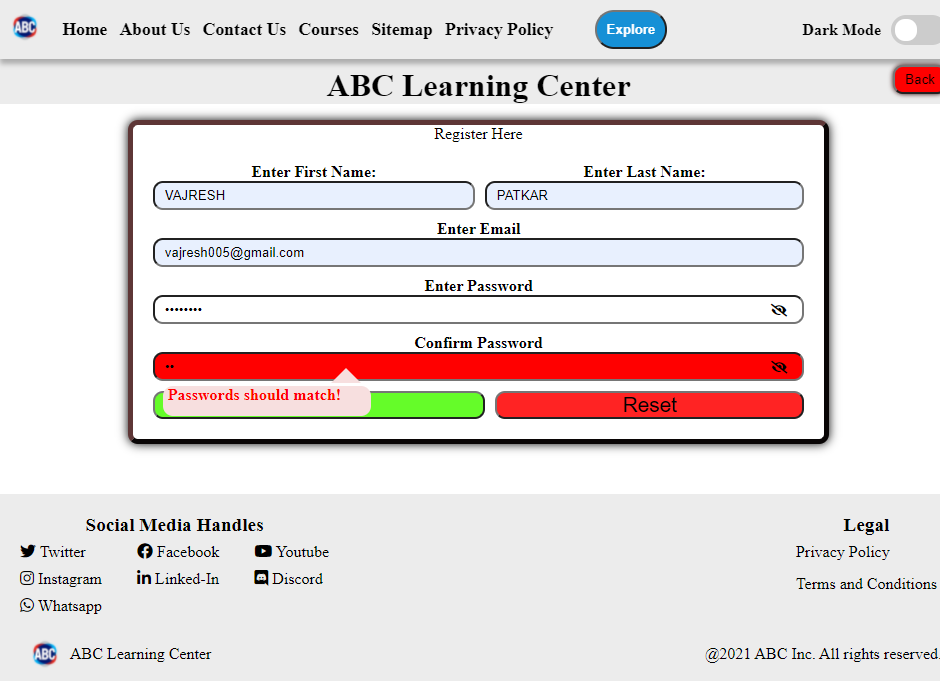 ABC Home About Us Contact Us Courses Sitemap Privacy Policy Explore Dark Mode
Back
ABC Learning Center
Register Here
Enter First Name: Enter Last Name:
VAJRESH PATKAR
Enter Email
vajresh005@gmail.com
Enter Password
••••••••
Confirm Password
••
Passwords should match!
Reset
Social Media Handles Legal
Twitter Facebook Youtube Privacy Policy
Instagram Linked-In Discord Terms and Conditions
Whatsapp
ABC ABC Learning Center @2021 ABC Inc. All rights reserved.